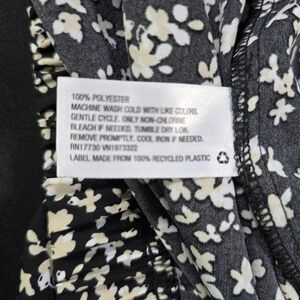 100% POLYESTER
MACHINE WASH COLD WITH LIKE COLORS.
GENTLE CYCLE. ONLY NON-CHLORINE
BLEACH IF NEEDED. TUMBLE DRY LOW.
REMOVE PROMPTLY. COOL IRON IF NEEDED.
RN17730 VN1973322
LABEL MADE FROM 100% RECYCLED PLASTIC